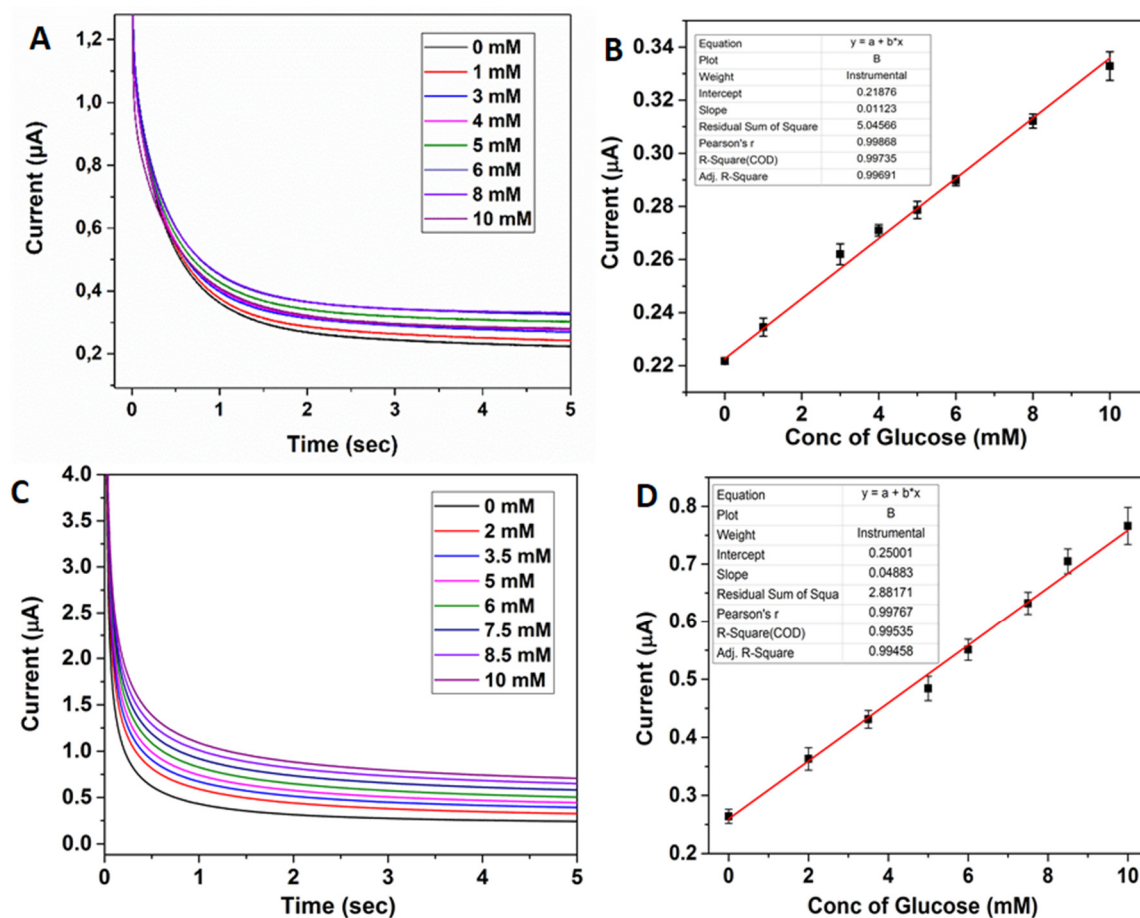 A
Current (µA)
1,2
1,0
0,8
0,6
0,4
0,2
0 mM
1 mM
3 mM
4 mM
5 mM
6 mM
8 mM
10 mM
0 1 2 3 4 5
Time (sec)
B
Current (µA)
0.34
0.32
0.30
0.28
0.26
0.24
0.22
Equation y = a + b*x
Plot B
Weight Instrumental
Intercept 0.21876
Slope 0.01123
Residual Sum of Square 5.04566
Pearson's r 0.99868
R-Square(COD) 0.99735
Adj. R-Square 0.99691
0 2 4 6 8 10
Conc of Glucose (mM)
C
Current (µA)
4.0
3.5
3.0
2.5
2.0
1.5
1.0
0.5
0.0
0 mM
2 mM
3.5 mM
5 mM
6 mM
7.5 mM
8.5 mM
10 mM
0 1 2 3 4 5
Time (sec)
D
Current (µA)
0.8
0.7
0.6
0.5
0.4
0.3
0.2
Equation y = a + b*x
Plot B
Weight Instrumental
Intercept 0.25001
Slope 0.04883
Residual Sum of Squa 2.88171
Pearson's r 0.99767
R-Square(COD) 0.99535
Adj. R-Square 0.99458
0 2 4 6 8 10
Conc of Glucose (mM)